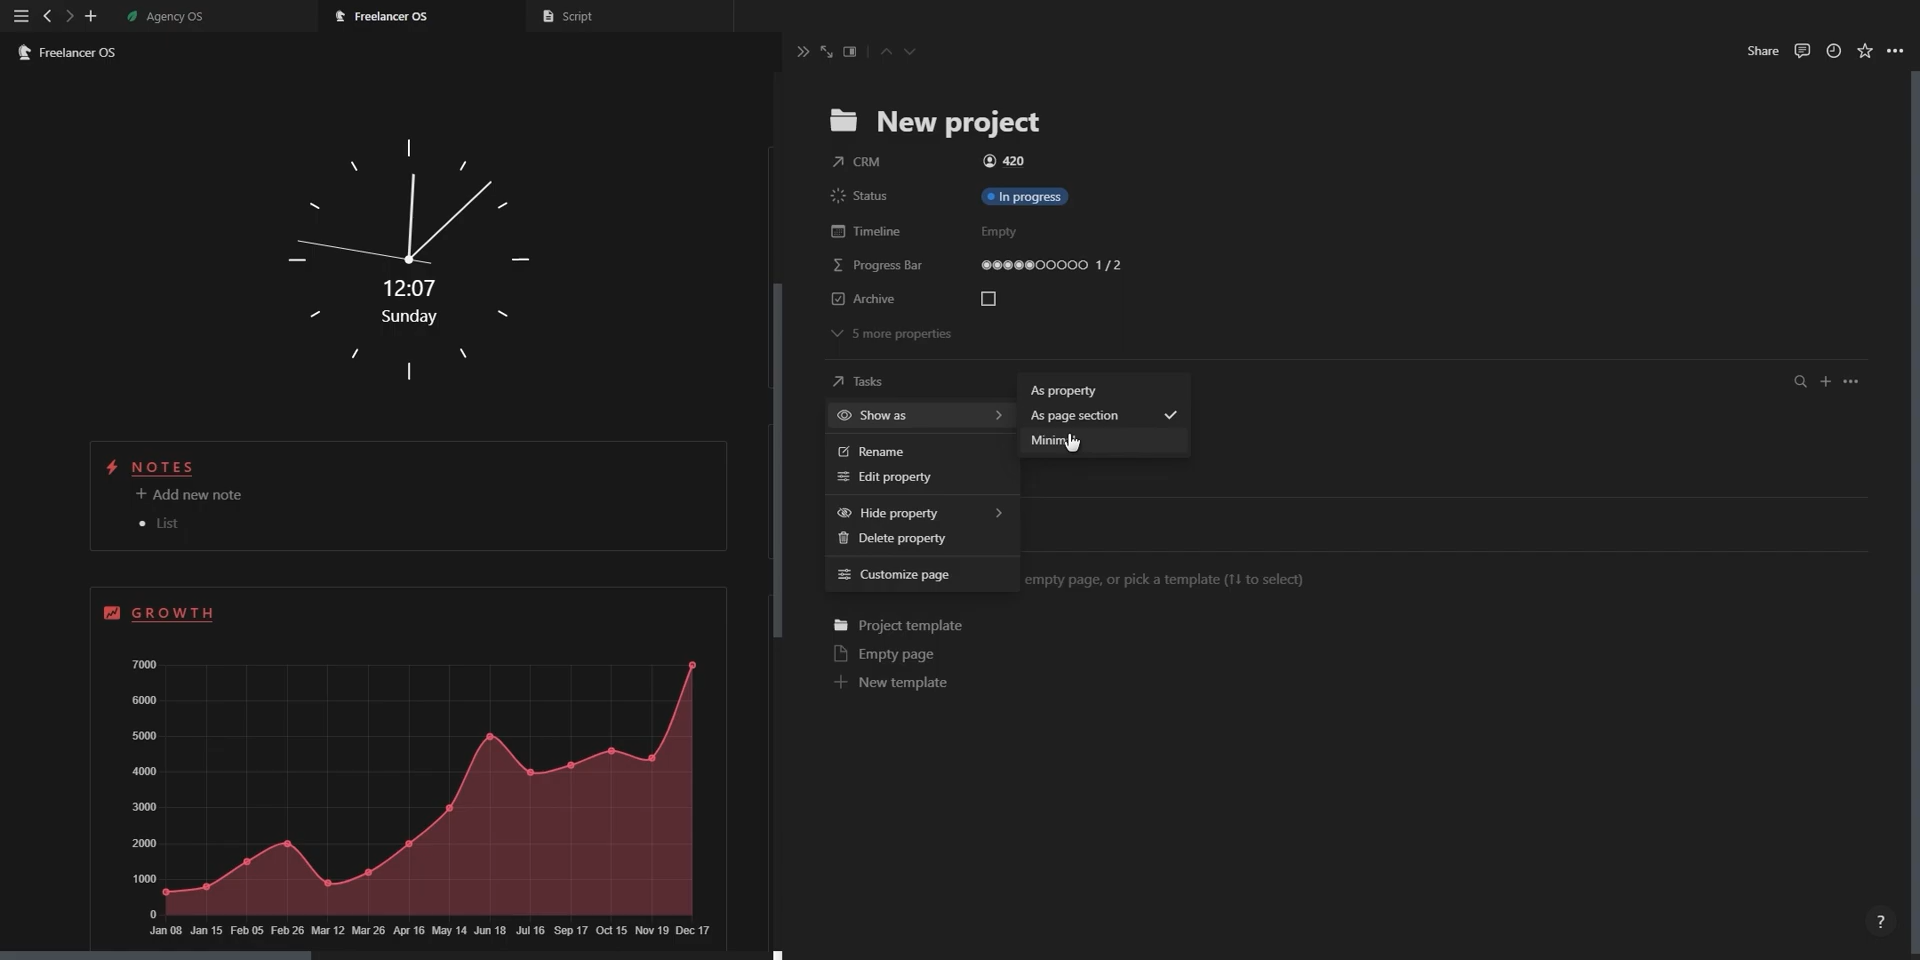 Agency OS
Freelancer OS
Script
Freelancer OS
Share
12:07
Sunday
NOTES
+ Add new note
• List
GROWTH
7000
6000
5000
4000
3000
2000
1000
0
Jan 08 Jan 15 Feb 05 Feb 26 Mar 12 Mar 26 Apr 16 May 14 Jun 18 Jul 16 Sep 17 Oct 15 Nov 19 Dec 17
New project
CRM 420
Status In progress
Timeline Empty
Progress Bar ◉◉◉◉◉○○○○○ 1 / 2
Archive
5 more properties
Tasks
Show as
As property
As page section
Rename
Edit property
Hide property
Delete property
Customize page
empty page, or pick a template (↑↓ to select)
Project template
Empty page
+ New template
?